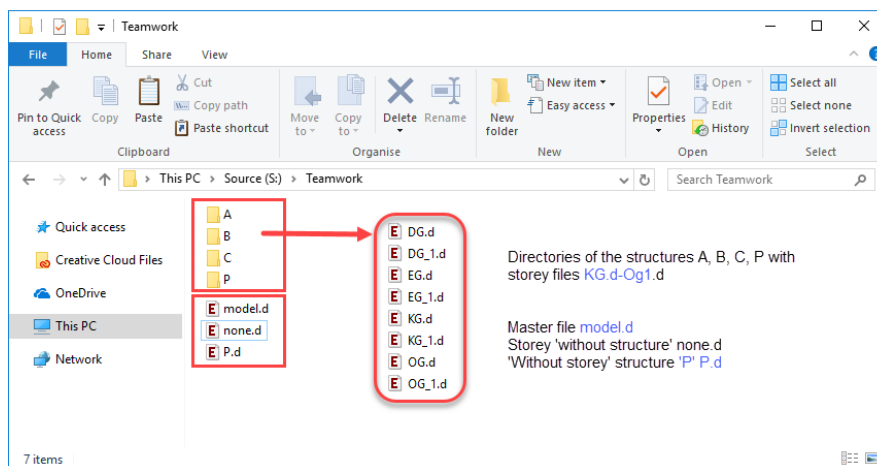 Teamwork
File Home Share View
Pin to Quick access
Copy
Paste
Cut
Copy path
Paste shortcut
Clipboard
Move to
Copy to
Delete
Rename
Organise
New folder
New item
Easy access
New
Properties
Open
Edit
History
Open
Select all
Select none
Invert selection
Select
This PC > Source (S:) > Teamwork
Search Teamwork
Quick access
Creative Cloud Files
OneDrive
This PC
Network
A
B
C
P
model.d
none.d
P.d
DG.d
DG_1.d
EG.d
EG_1.d
KG.d
KG_1.d
OG.d
OG_1.d
Directories of the structures A, B, C, P with
storey files KG.d-Og1.d
Master file model.d
Storey 'without structure' none.d
'Without storey' structure 'P' P.d
7 items